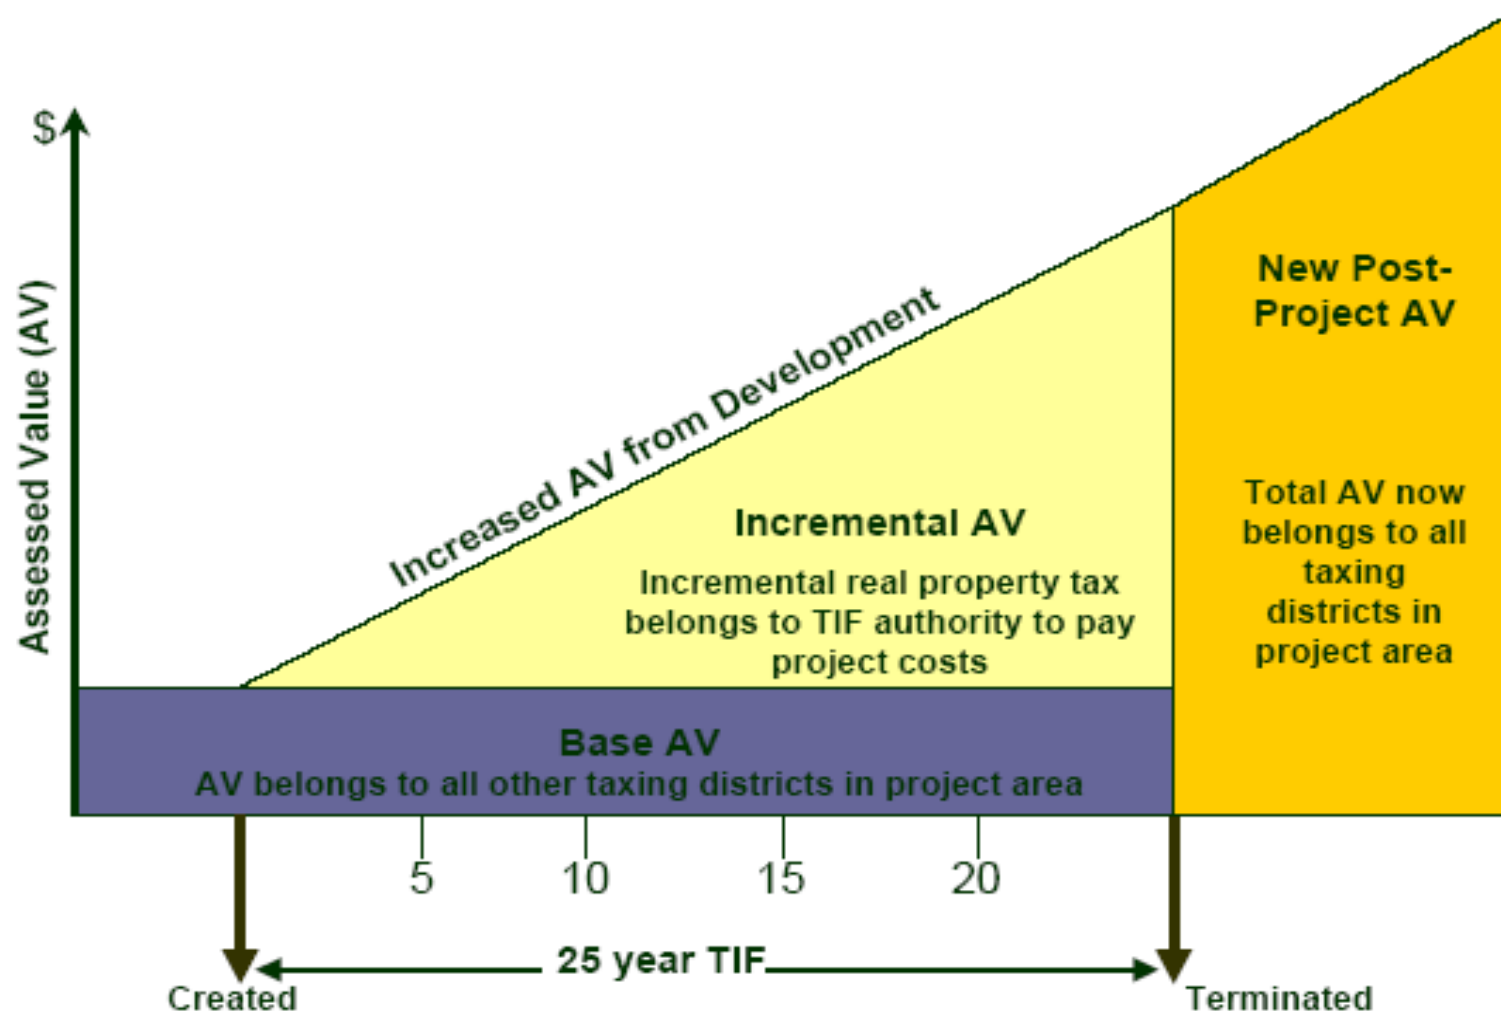 $
Assessed Value (AV)
Increased AV from Development
New Post-
Project AV
Total AV now
belongs to all
taxing
districts in
project area
Incremental AV
Incremental real property tax
belongs to TIF authority to pay
project costs
Base AV
AV belongs to all other taxing districts in project area
5 10 15 20
25 year TIF
Created
Terminated